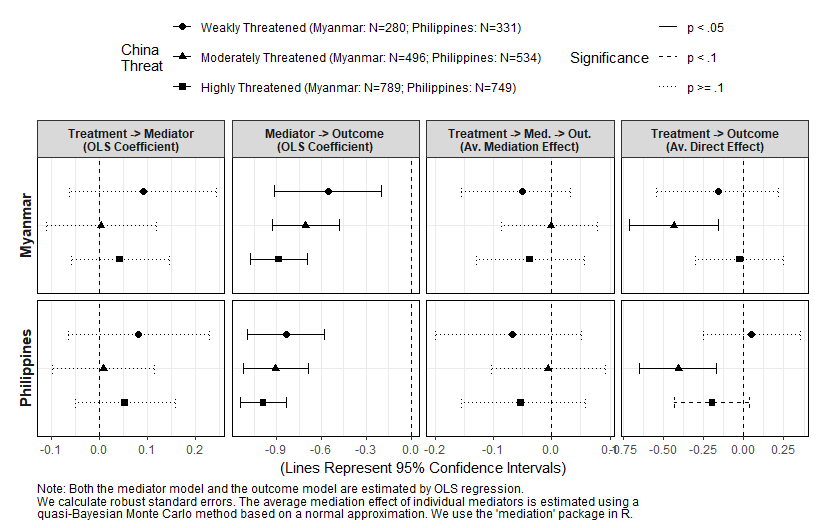 China
Threat
Weakly Threatened (Myanmar: N=280; Philippines: N=331)
Moderately Threatened (Myanmar: N=496; Philippines: N=534)
Highly Threatened (Myanmar: N=789; Philippines: N=749)
Significance
p < .05
p < .1
p >= .1
Treatment -> Mediator
(OLS Coefficient)
Mediator -> Outcome
(OLS Coefficient)
Treatment -> Med. -> Out.
(Av. Mediation Effect)
Treatment -> Outcome
(Av. Direct Effect)
Myanmar
Philippines
-0.1 0.0 0.1 0.2
-0.9 -0.6 -0.3 0.0
-0.2 -0.1 0.0 0.1
-0.75 -0.50 -0.25 0.00 0.25
(Lines Represent 95% Confidence Intervals)
Note: Both the mediator model and the outcome model are estimated by OLS regression.
We calculate robust standard errors. The average mediation effect of individual mediators is estimated using a
quasi-Bayesian Monte Carlo method based on a normal approximation. We use the 'mediation' package in R.